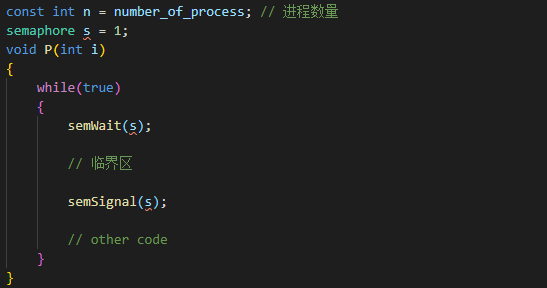 const int n = number_of_process; // 进程数量
semaphore s = 1;
void P(int i)
{
while(true)
{
semWait(s);
// 临界区
semSignal(s);
// other code
}
}